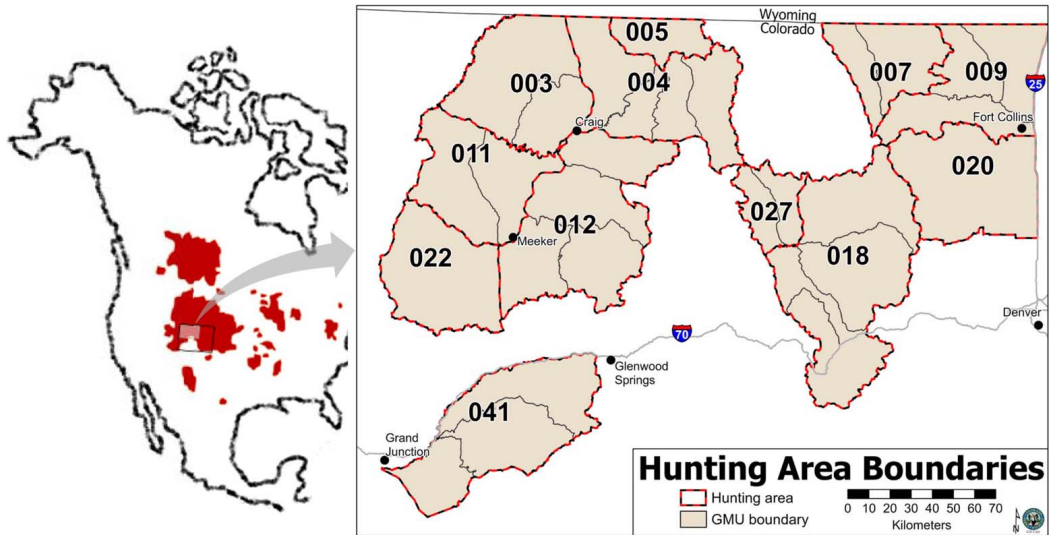 Wyoming
Colorado
005
003
004
007
009
25
Craig
Fort Collins
011
020
027
012
Meeker
018
022
Denver
70
Glenwood
Springs
041
Grand
Junction
Hunting Area Boundaries
Hunting area
GMU boundary
0 10 20 30 40 50 60 70
Kilometers
N